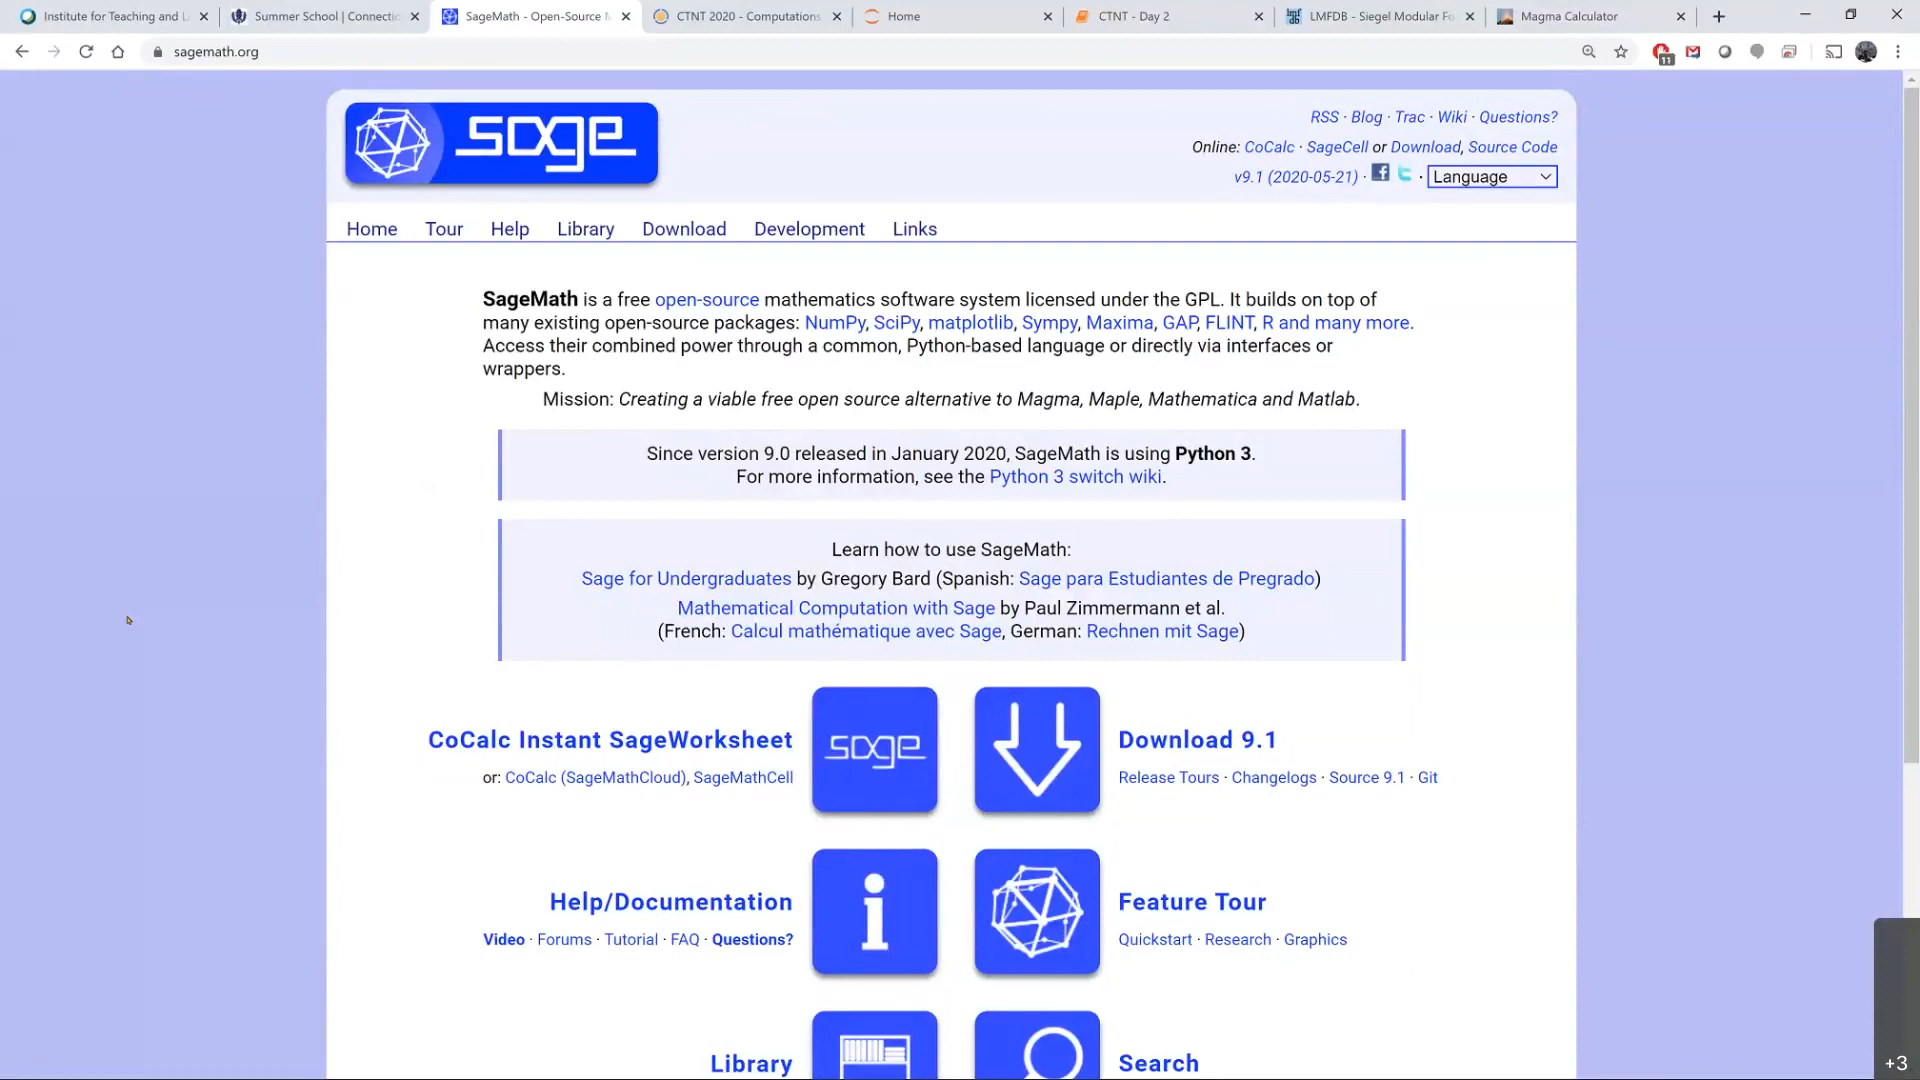 Institute for Teaching and L
Summer School | Connectic
SageMath - Open-Source M
CTNT 2020 - Computations
Home
CTNT - Day 2
LMFDB - Siegel Modular Fo
Magma Calculator
sagemath.org
11
sage
RSS · Blog · Trac · Wiki · Questions?
Online: CoCalc · SageCell or Download, Source Code
v9.1 (2020-05-21) · · Language
Home Tour Help Library Download Development Links
SageMath is a free open-source mathematics software system licensed under the GPL. It builds on top of
many existing open-source packages: NumPy, SciPy, matplotlib, Sympy, Maxima, GAP, FLINT, R and many more.
Access their combined power through a common, Python-based language or directly via interfaces or
wrappers.
Mission: Creating a viable free open source alternative to Magma, Maple, Mathematica and Matlab.
Since version 9.0 released in January 2020, SageMath is using Python 3.
For more information, see the Python 3 switch wiki.
Learn how to use SageMath:
Sage for Undergraduates by Gregory Bard (Spanish: Sage para Estudiantes de Pregrado)
Mathematical Computation with Sage by Paul Zimmermann et al.
(French: Calcul mathématique avec Sage, German: Rechnen mit Sage)
CoCalc Instant SageWorksheet
or: CoCalc (SageMathCloud), SageMathCell
sage
Download 9.1
Release Tours · Changelogs · Source 9.1 · Git
Help/Documentation
Video · Forums · Tutorial · FAQ · Questions?
i
Feature Tour
Quickstart · Research · Graphics
Library
Search
+3